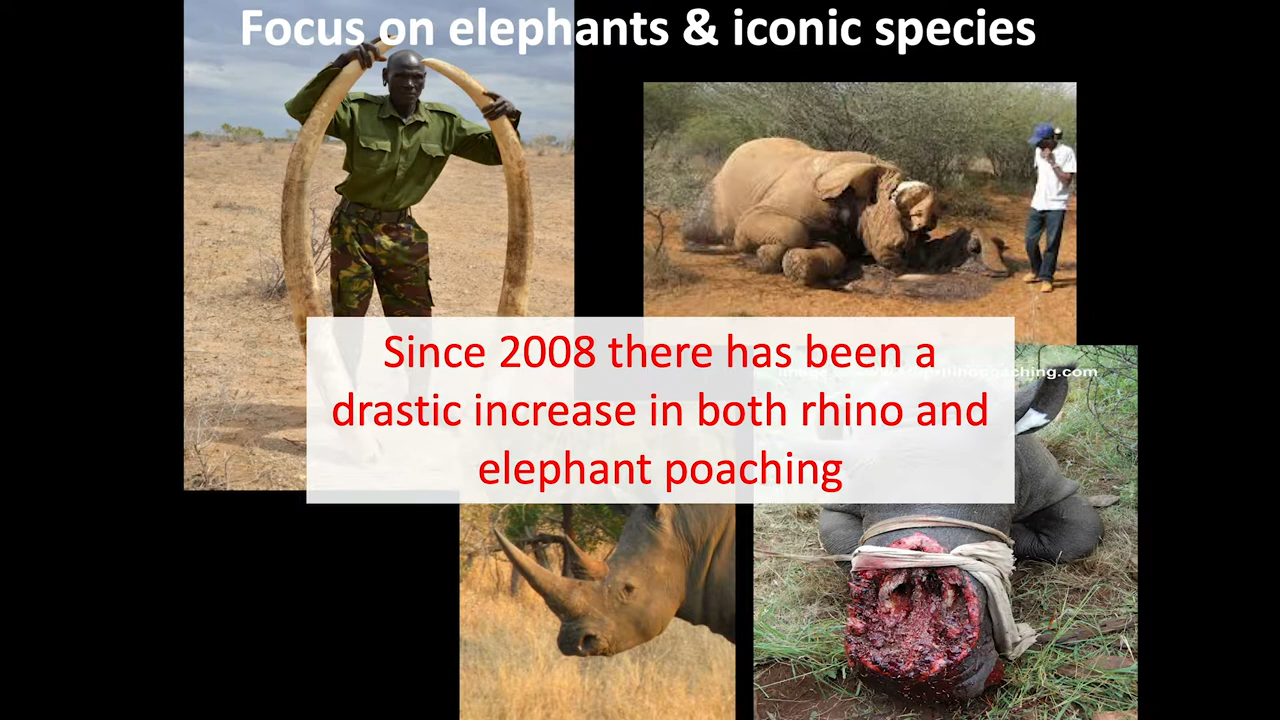 Focus on elephants & iconic species
Since 2008 there has been a
drastic increase in both rhino and
elephant poaching